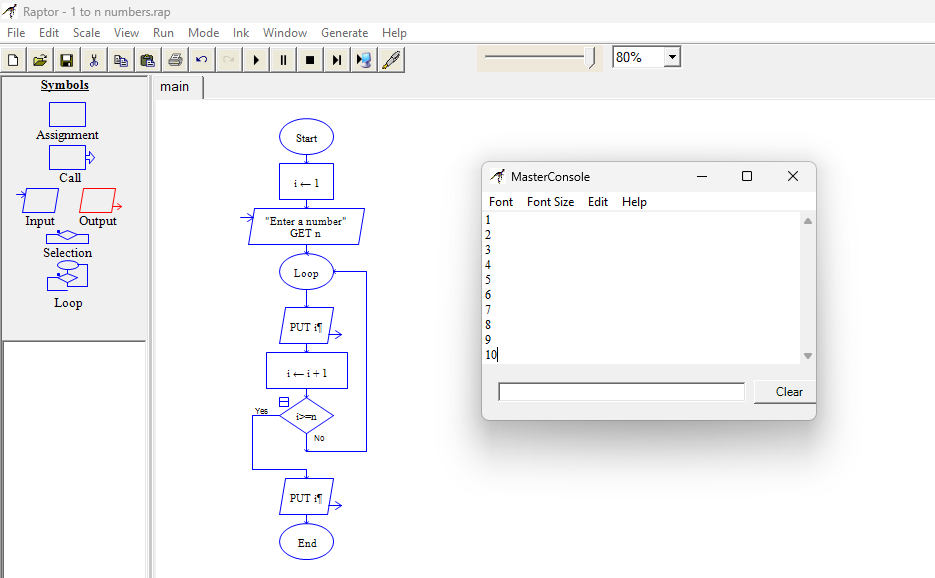 Raptor - 1 to n numbers.rap
File Edit Scale View Run Mode Ink Window Generate Help
80%
Symbols
Assignment
Call
Input Output
Selection
Loop
main
Start
i ← 1
"Enter a number"
GET n
Loop
PUT i¶
i ← i + 1
Yes
i>=n
No
PUT i¶
End
MasterConsole
Font Font Size Edit Help
1
2
3
4
5
6
7
8
9
10
Clear